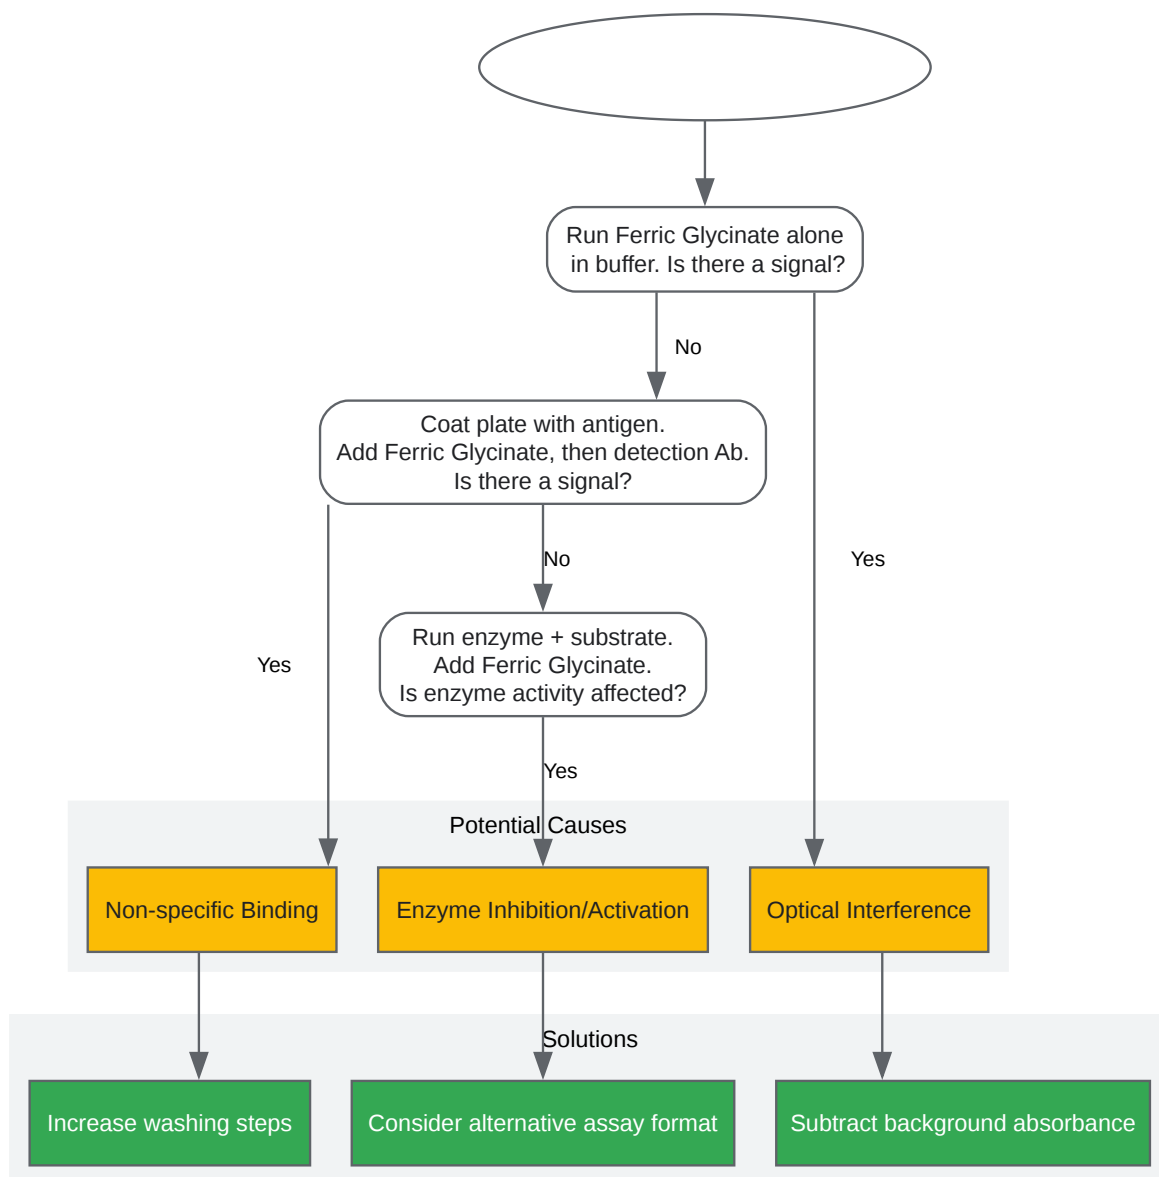 Run Ferric Glycinate alone
in buffer. Is there a signal?
No
Coat plate with antigen.
Add Ferric Glycinate, then detection Ab.
Is there a signal?
No
Yes
Run enzyme + substrate.
Add Ferric Glycinate.
Is enzyme activity affected?
Yes
Yes
Potential Causes
Non-specific Binding
Enzyme Inhibition/Activation
Optical Interference
Solutions
Increase washing steps
Consider alternative assay format
Subtract background absorbance